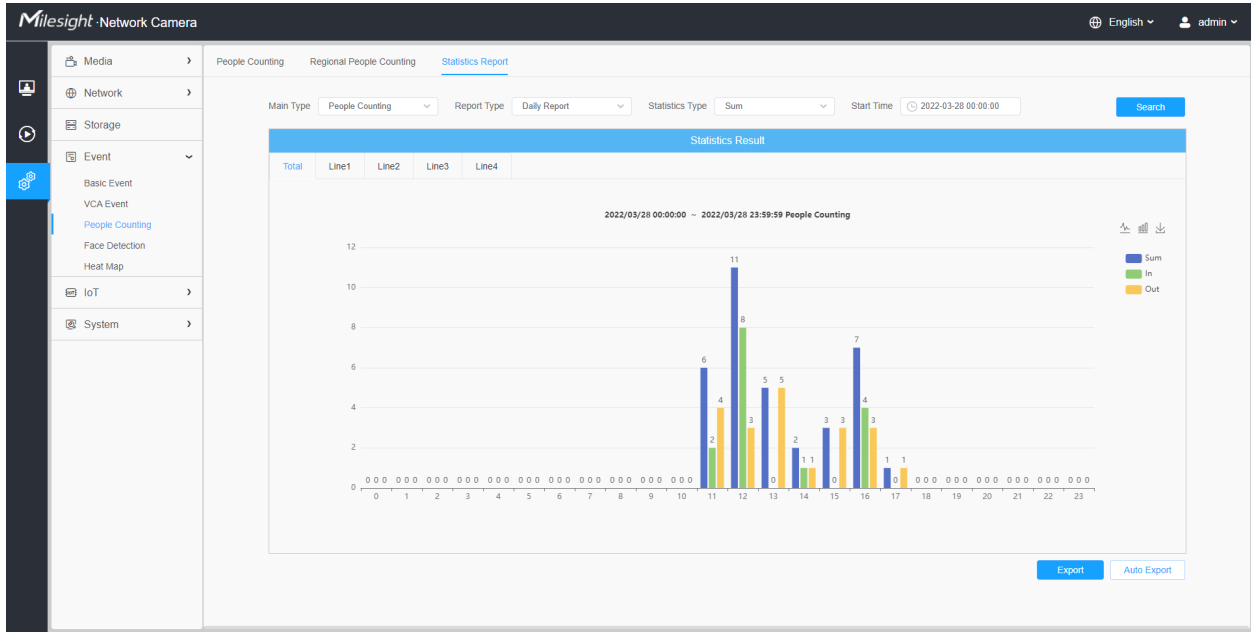 Milesight ·Network Camera
English
admin
Media
Network
Storage
Event
Basic Event
VCA Event
People Counting
Face Detection
Heat Map
IoT
System
People Counting Regional People Counting Statistics Report
Main Type People Counting Report Type Daily Report Statistics Type Sum Start Time 2022-03-28 00:00:00 Search
Statistics Result
Total Line1 Line2 Line3 Line4
2022/03/28 00:00:00 ~ 2022/03/28 23:59:59 People Counting
Sum
In
Out
12
10
8
6
4
2
0
0 0 0 0 0 0 0 0 0 0 0 0 0 0 0 0 0 0 0 0 0 0 0 0 0 0 0 0 0 0 0 0 0 6 2 4 11 8 3 5 0 5 2 1 1 3 0 3 7 4 3 1 0 1 0 0 0 0 0 0 0 0 0 0 0 0 0 0 0 0 0 0
0 1 2 3 4 5 6 7 8 9 10 11 12 13 14 15 16 17 18 19 20 21 22 23
Export Auto Export